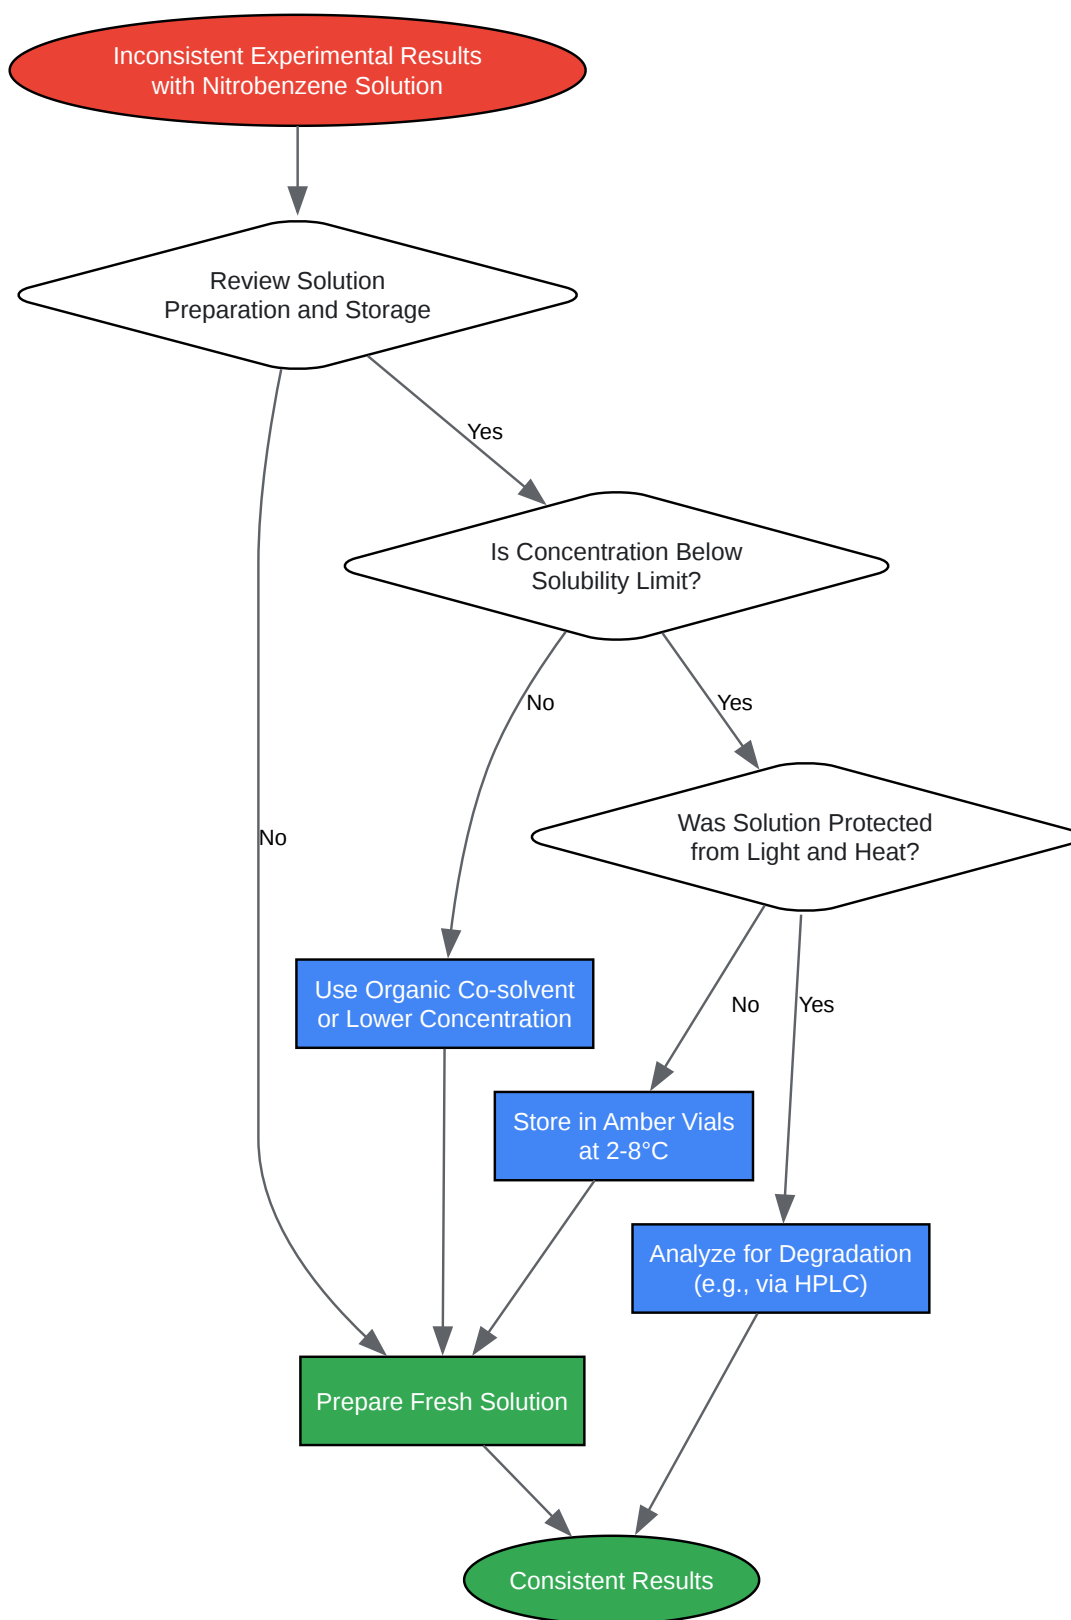 Inconsistent Experimental Results
with Nitrobenzene Solution
Review Solution
Preparation and Storage
Yes
Is Concentration Below
Solubility Limit?
No
Yes
Was Solution Protected
from Light and Heat?
No
Use Organic Co-solvent
or Lower Concentration
No
Yes
Store in Amber Vials
at 2-8°C
Analyze for Degradation
(e.g., via HPLC)
Prepare Fresh Solution
Consistent Results